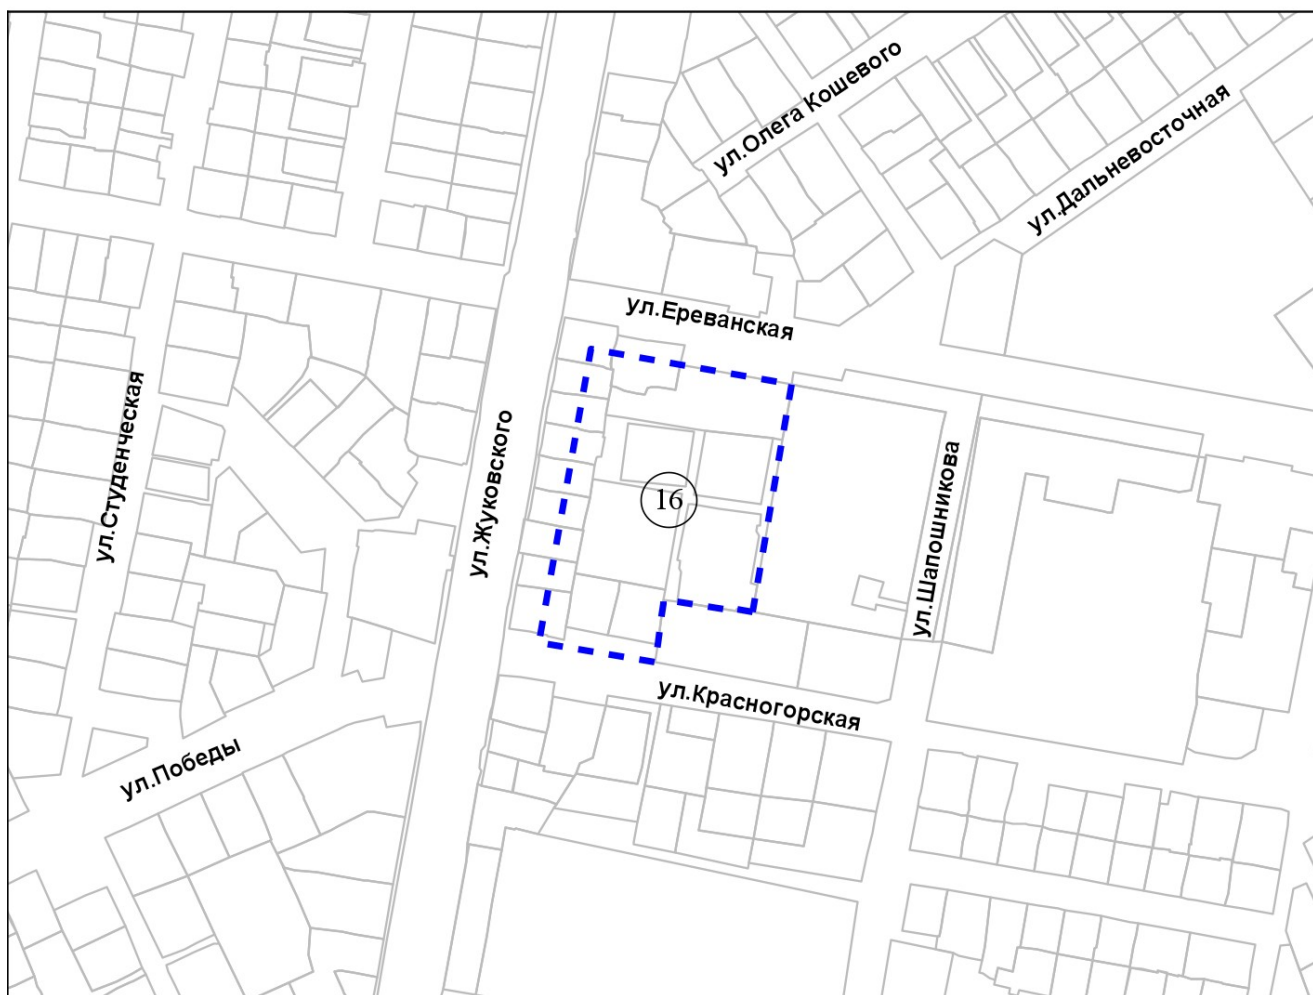 ул.Олега Кошевого
ул.Дальневосточная
ул.Ереванская
ул.Студенческая
ул.Жуковского
16
ул.Шапошникова
ул.Красногорская
ул.Победы